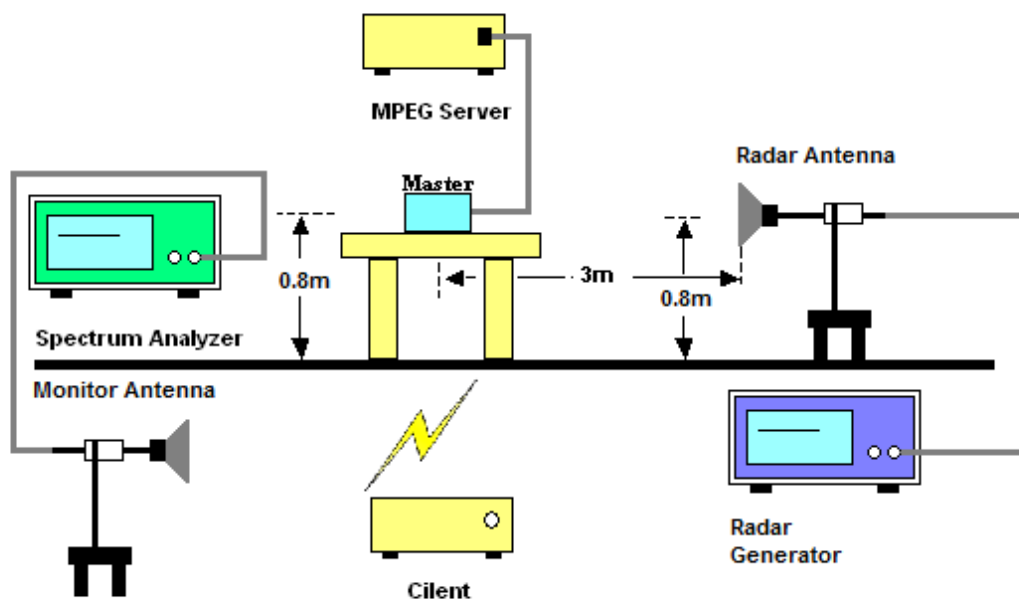 MPEG Server
Radar Antenna
Master
3m
0.8m
0.8m
Spectrum Analyzer
Monitor Antenna
Radar
Generator
Cilent